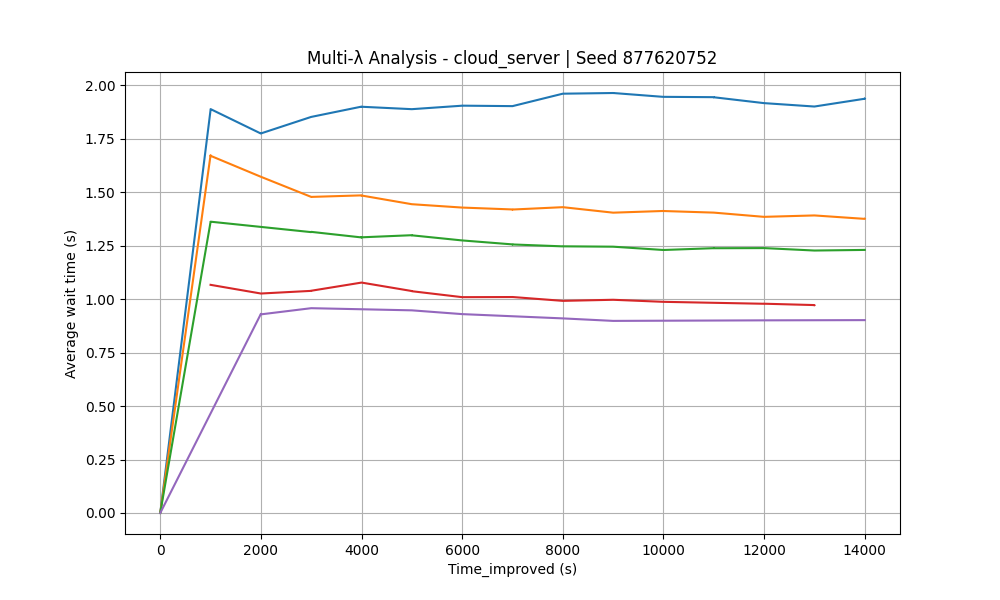 Multi-λ Analysis - cloud_server | Seed 877620752
Average wait time (s)
2.00
1.75
1.50
1.25
1.00
0.75
0.50
0.25
0.00
0 2000 4000 6000 8000 10000 12000 14000
Time_improved (s)